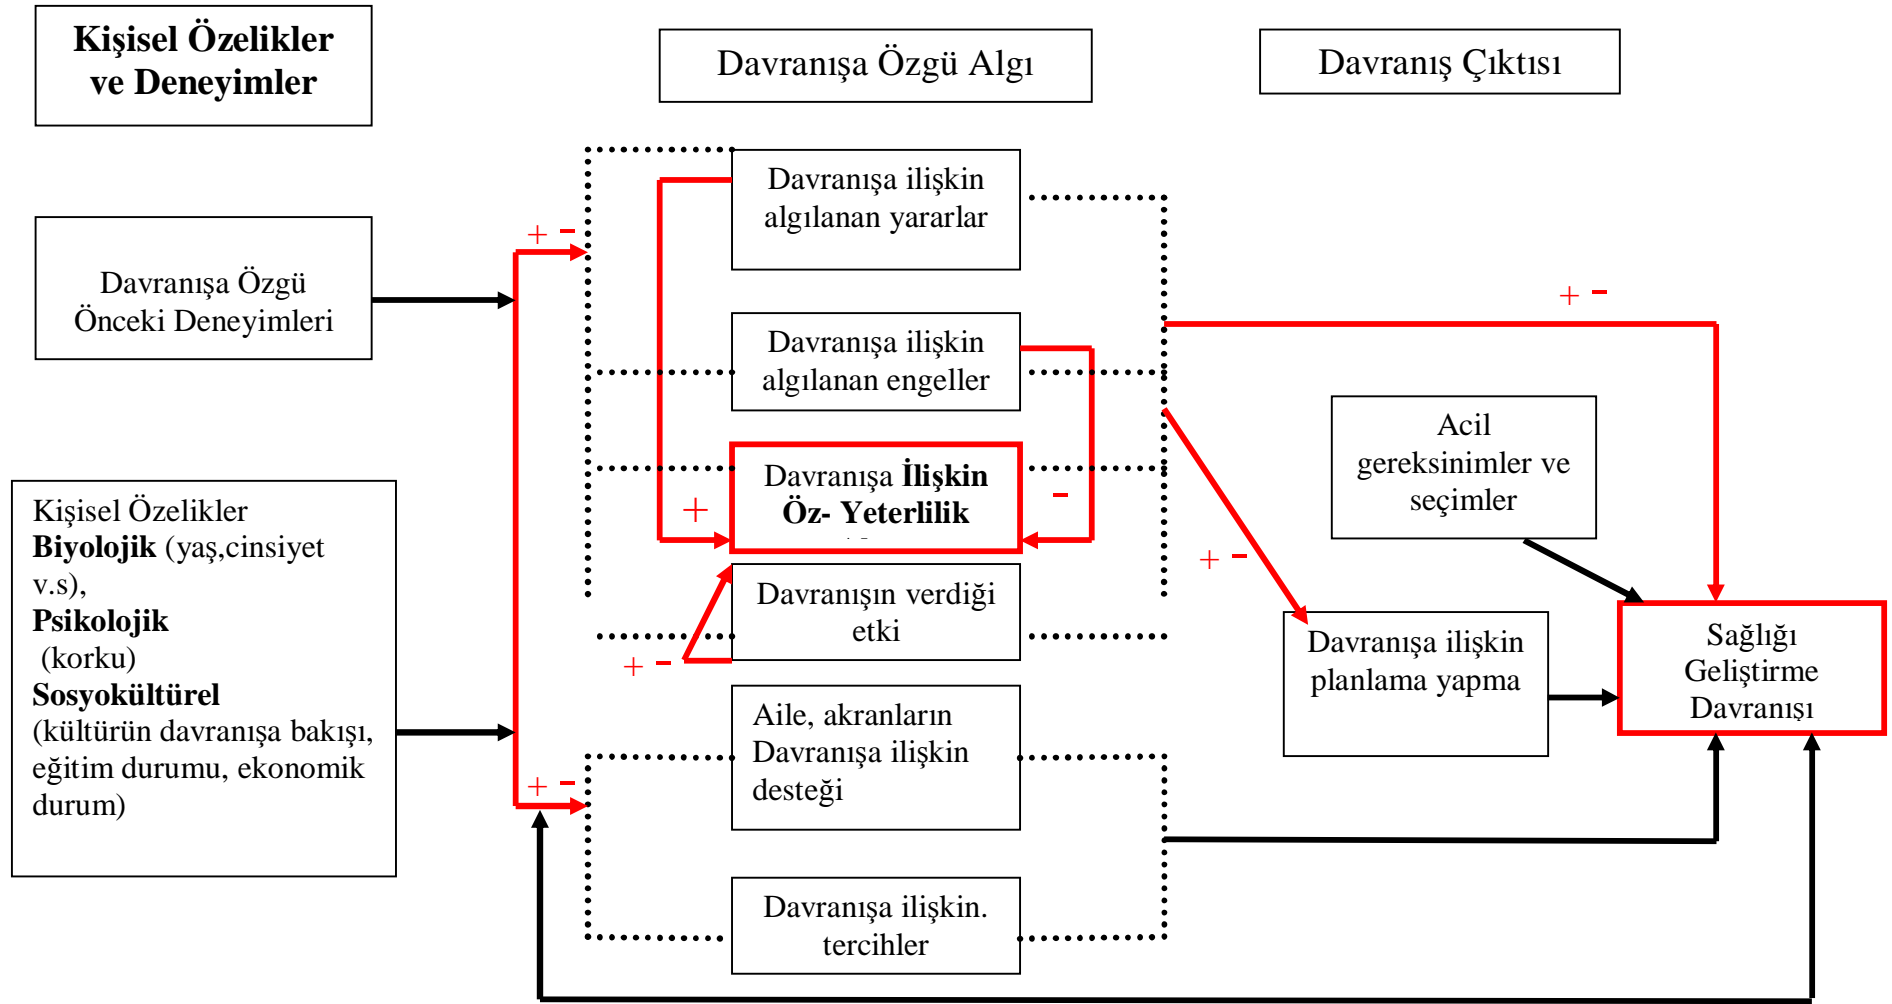 Kişisel Özelikler
ve Deneyimler
Davranışa Özgü Algı
Davranış Çıktısı
Davranışa Özgü
Önceki Deneyimleri
Kişisel Özelikler
Biyolojik (yaş,cinsiyet
v.s),
Psikolojik
(korku)
Sosyokültürel
(kültürün davranışa bakışı,
eğitim durumu, ekonomik
durum)
+ -
+ -
Davranışa ilişkin
algılanan yararlar
Davranışa ilişkin
algılanan engeller
+
Davranışa İlişkin
Öz- Yeterlilik
-
Davranışın verdiği
etki
+ -
Aile, akranların
Davranışa ilişkin
desteği
Davranışa ilişkin.
tercihler
+ -
+ -
Acil
gereksinimler ve
seçimler
Davranışa ilişkin
planlama yapma
Sağlığı
Geliştirme
Davranışı